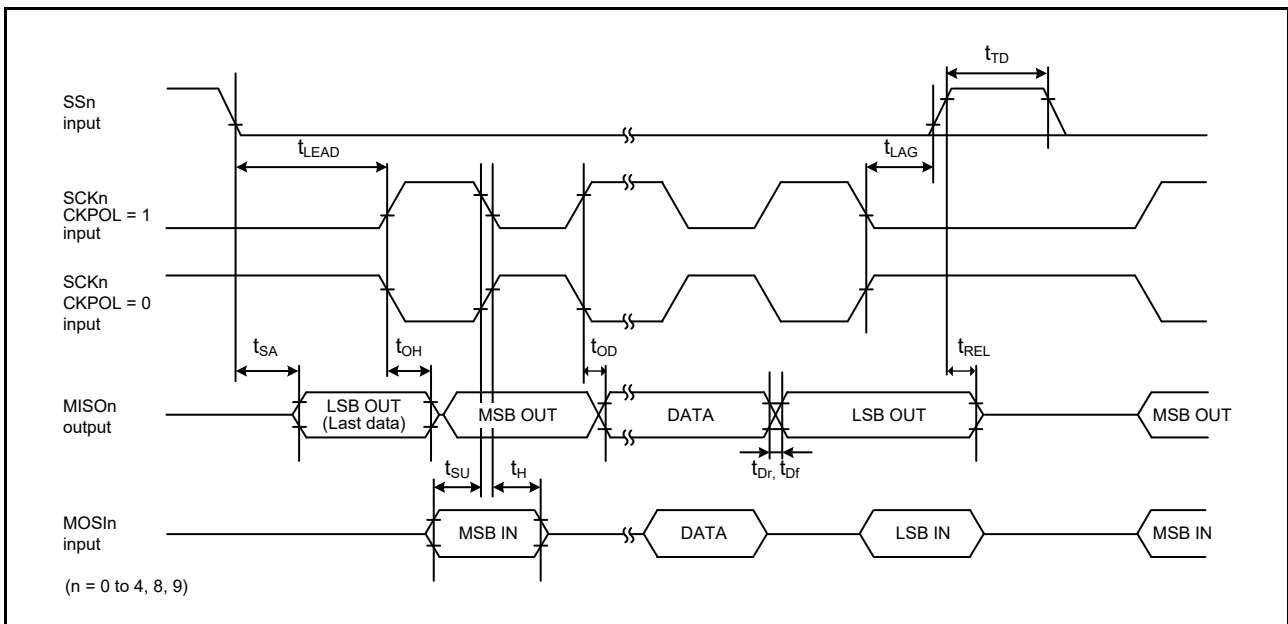 tTD
SSn
input
tLEAD
tLAG
SCKn
CKPOL = 1
input
SCKn
CKPOL = 0
input
tSA
tOH
tOD
tREL
MISOn
output
LSB OUT
(Last data)
MSB OUT
DATA
LSB OUT
MSB OUT
tSU
tH
tDr, tDf
MOSIn
input
MSB IN
DATA
LSB IN
MSB IN
(n = 0 to 4, 8, 9)